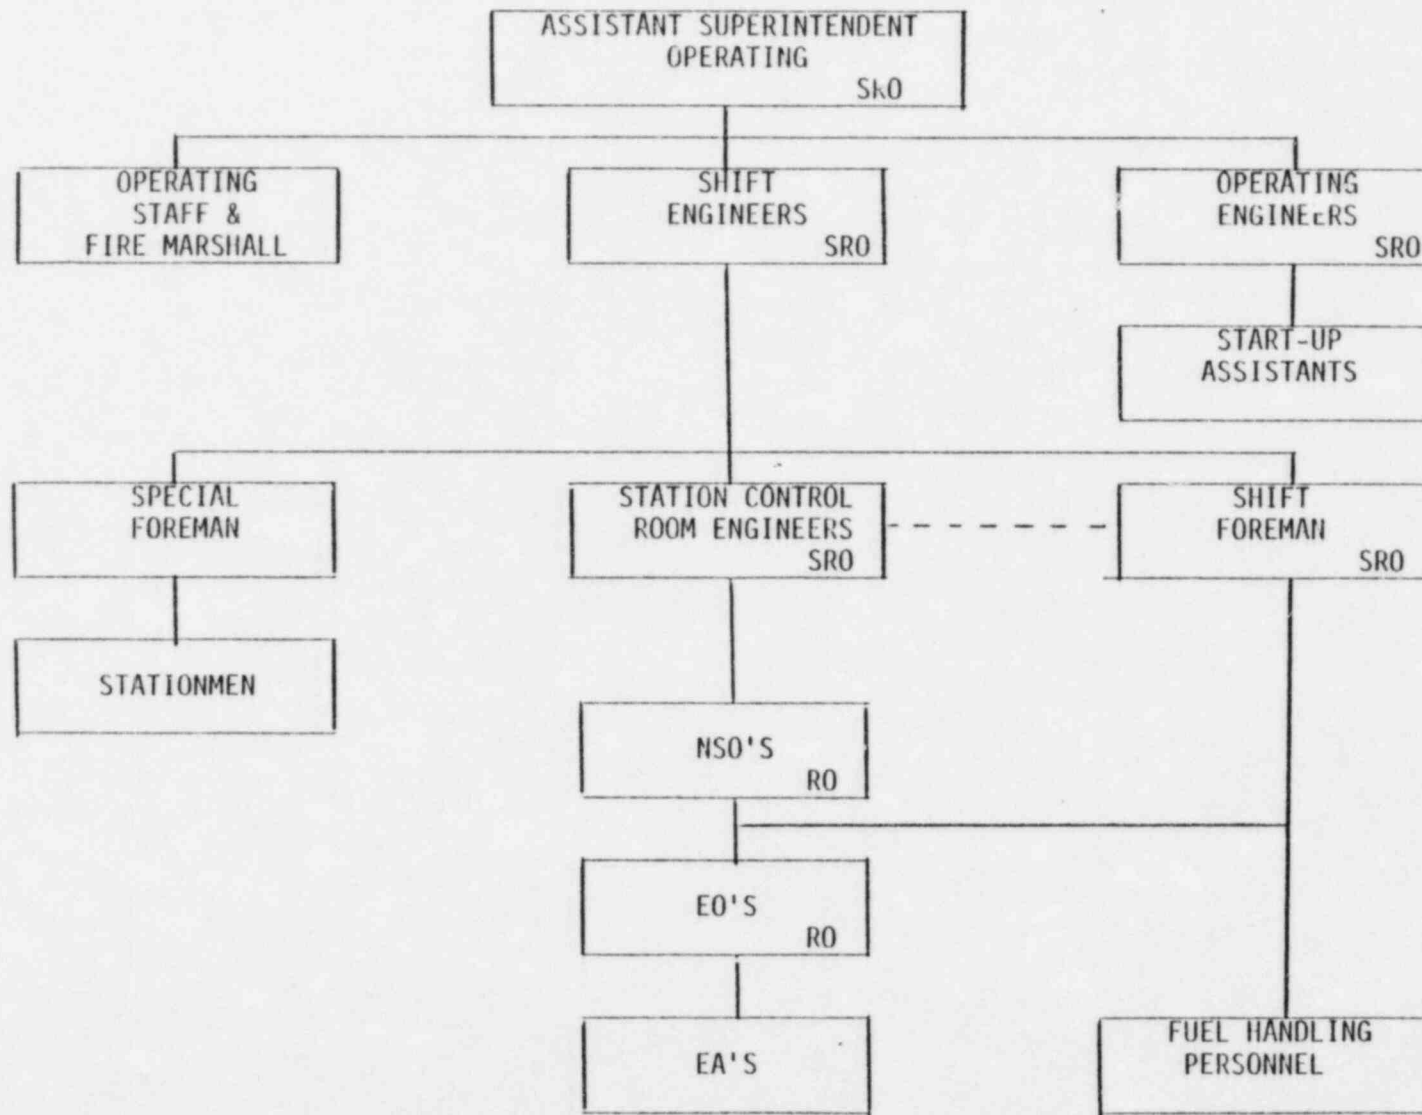 ASSISTANT SUPERINTENDENT
OPERATING
SRO
OPERATING
STAFF &
FIRE MARSHALL
SHIFT
ENGINEERS
SRO
OPERATING
ENGINEERS
SRO
START-UP
ASSISTANTS
SPECIAL
FOREMAN
STATION CONTROL
ROOM ENGINEERS
SRO
SHIFT
FOREMAN
SRO
STATIONMEN
NSO'S
RO
EO'S
RO
EA'S
FUEL HANDLING
PERSONNEL